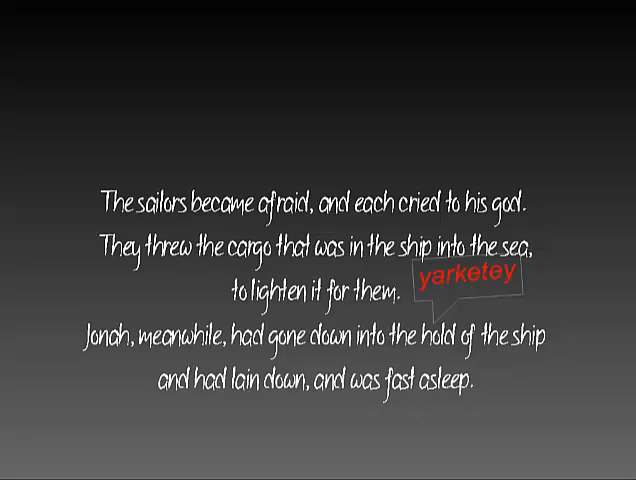 The sailors became afraid, and each cried to his god.
They threw the cargo that was in the ship into the sea,
to lighten it for them.
yarketey
Jonah, meanwhile, had gone down into the hold of the ship
and had lain down, and was fast asleep.